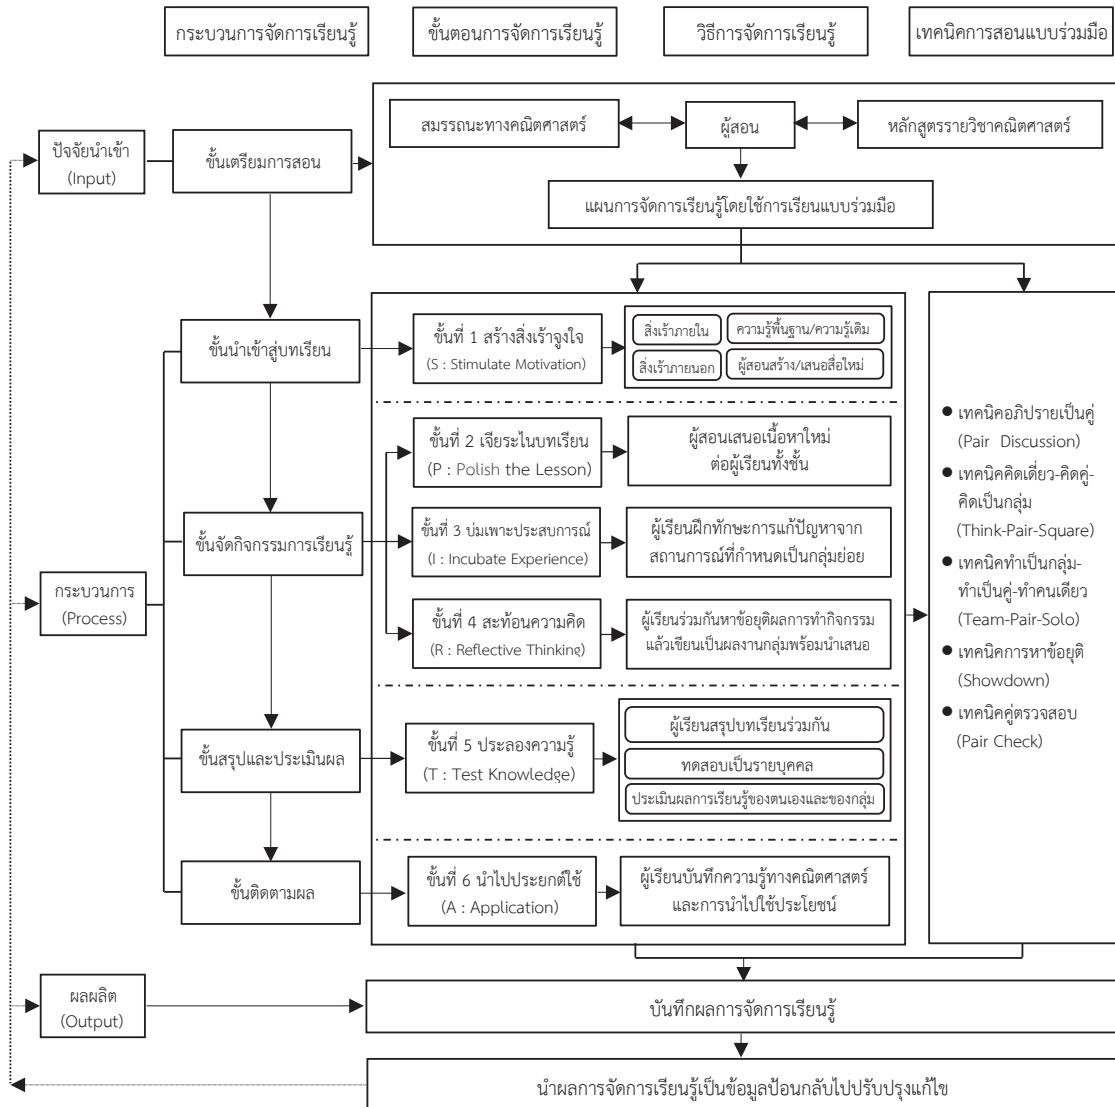 กระบวนการจัดการเรียนรู้
ขั้นตอนการจัดการเรียนรู้
วิธีการจัดการเรียนรู้
เทคนิคการสอนแบบร่วมมือ
ปัจจัยนำเข้า
(Input)
ขั้นเตรียมการสอน
สมรรถนะทางคณิตศาสตร์
ผู้สอน
หลักสูตรรายวิชาคณิตศาสตร์
แผนการจัดการเรียนรู้โดยใช้การเรียนแบบร่วมมือ
กระบวนการ
(Process)
ขั้นนำเข้าสู่บทเรียน
ขั้นที่ 1 สร้างสิ่งเร้าจูงใจ
(S : Stimulate Motivation)
สิ่งเร้าภายใน
ความรู้พื้นฐาน/ความรู้เดิม
สิ่งเร้าภายนอก
ผู้สอนสร้าง/เสนอสื่อใหม่
ขั้นจัดกิจกรรมการเรียนรู้
ขั้นที่ 2 เจียระไนบทเรียน
(P : Polish the Lesson)
ผู้สอนเสนอเนื้อหาใหม่
ต่อผู้เรียนทั้งชั้น
ขั้นที่ 3 บ่มเพาะประสบการณ์
(I : Incubate Experience)
ผู้เรียนฝึกทักษะการแก้ปัญหาจาก
สถานการณ์ที่กำหนดเป็นกลุ่มย่อย
ขั้นที่ 4 สะท้อนความคิด
(R : Reflective Thinking)
ผู้เรียนร่วมกันหาข้อยุติผลการทำกิจกรรม
แล้วเขียนเป็นผลงานกลุ่มพร้อมนำเสนอ
ขั้นสรุปและประเมินผล
ขั้นที่ 5 ประลองความรู้
(T : Test Knowledge)
ผู้เรียนสรุปบทเรียนร่วมกัน
ทดสอบเป็นรายบุคคล
ประเมินผลการเรียนรู้ของตนเองและของกลุ่ม
ขั้นติดตามผล
ขั้นที่ 6 นำไปประยุกต์ใช้
(A : Application)
ผู้เรียนบันทึกความรู้ทางคณิตศาสตร์
และการนำไปใช้ประโยชน์
● เทคนิคอภิปรายเป็นคู่
(Pair Discussion)
● เทคนิคคิดเดี่ยว-คิดคู่-
คิดเป็นกลุ่ม
(Think-Pair-Square)
● เทคนิคทำเป็นกลุ่ม-
ทำเป็นคู่-ทำคนเดียว
(Team-Pair-Solo)
● เทคนิคการหาข้อยุติ
(Showdown)
● เทคนิคคู่ตรวจสอบ
(Pair Check)
ผลผลิต
(Output)
บันทึกผลการจัดการเรียนรู้
นำผลการจัดการเรียนรู้เป็นข้อมูลป้อนกลับไปปรับปรุงแก้ไข